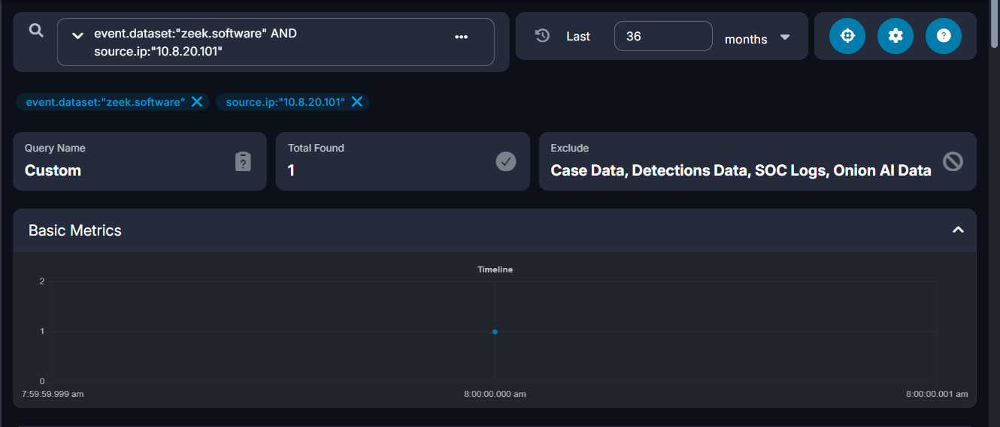 event.dataset:"zeek.software" AND
source.ip:"10.8.20.101"
Last
36
months
event.dataset:"zeek.software"
source.ip:"10.8.20.101"
Query Name
Custom
Total Found
1
Exclude
Case Data, Detections Data, SOC Logs, Onion AI Data
Basic Metrics
Timeline
2
1
0
7:59:59.999 am
8:00:00.000 am
8:00:00.001 am